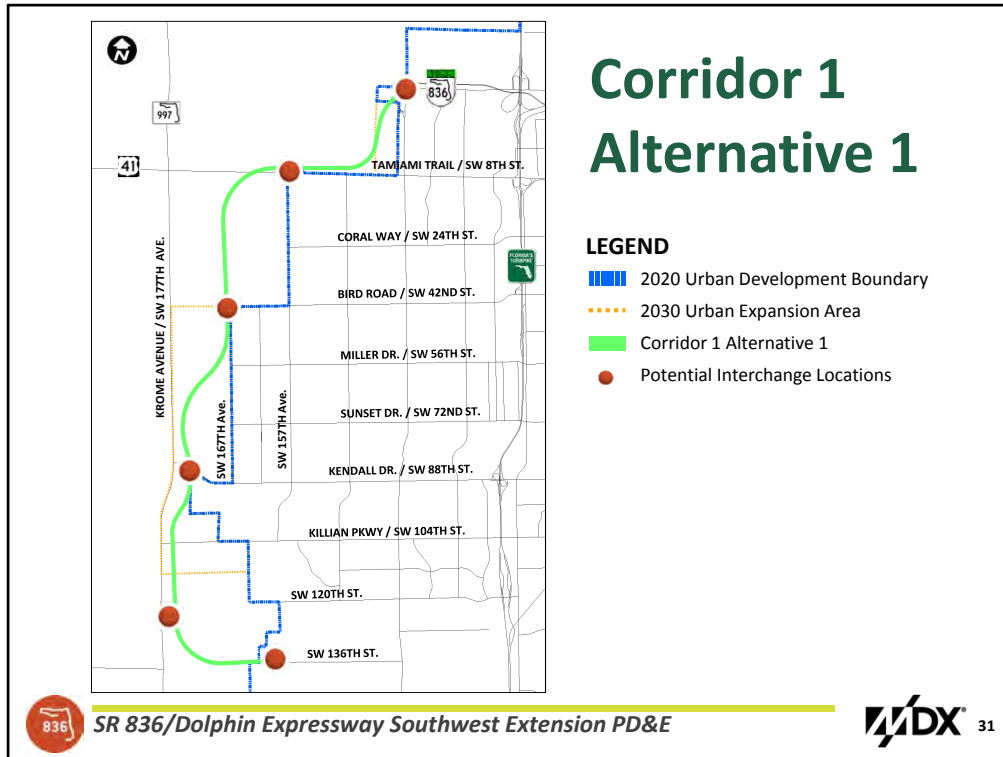 N
997
41
836
TAMIAMI TRAIL / SW 8TH ST.
CORAL WAY / SW 24TH ST.
FLORIDA'S
TURNPIKE
BIRD ROAD / SW 42ND ST.
KROME AVENUE / SW 177TH AVE.
MILLER DR. / SW 56TH ST.
SW 167TH Ave.
SW 157TH Ave.
SUNSET DR. / SW 72ND ST.
KENDALL DR. / SW 88TH ST.
KILLIAN PKWY / SW 104TH ST.
SW 120TH ST.
SW 136TH ST.
Corridor 1
Alternative 1
LEGEND
2020 Urban Development Boundary
2030 Urban Expansion Area
Corridor 1 Alternative 1
Potential Interchange Locations
836
SR 836/Dolphin Expressway Southwest Extension PD&E
MDX
31